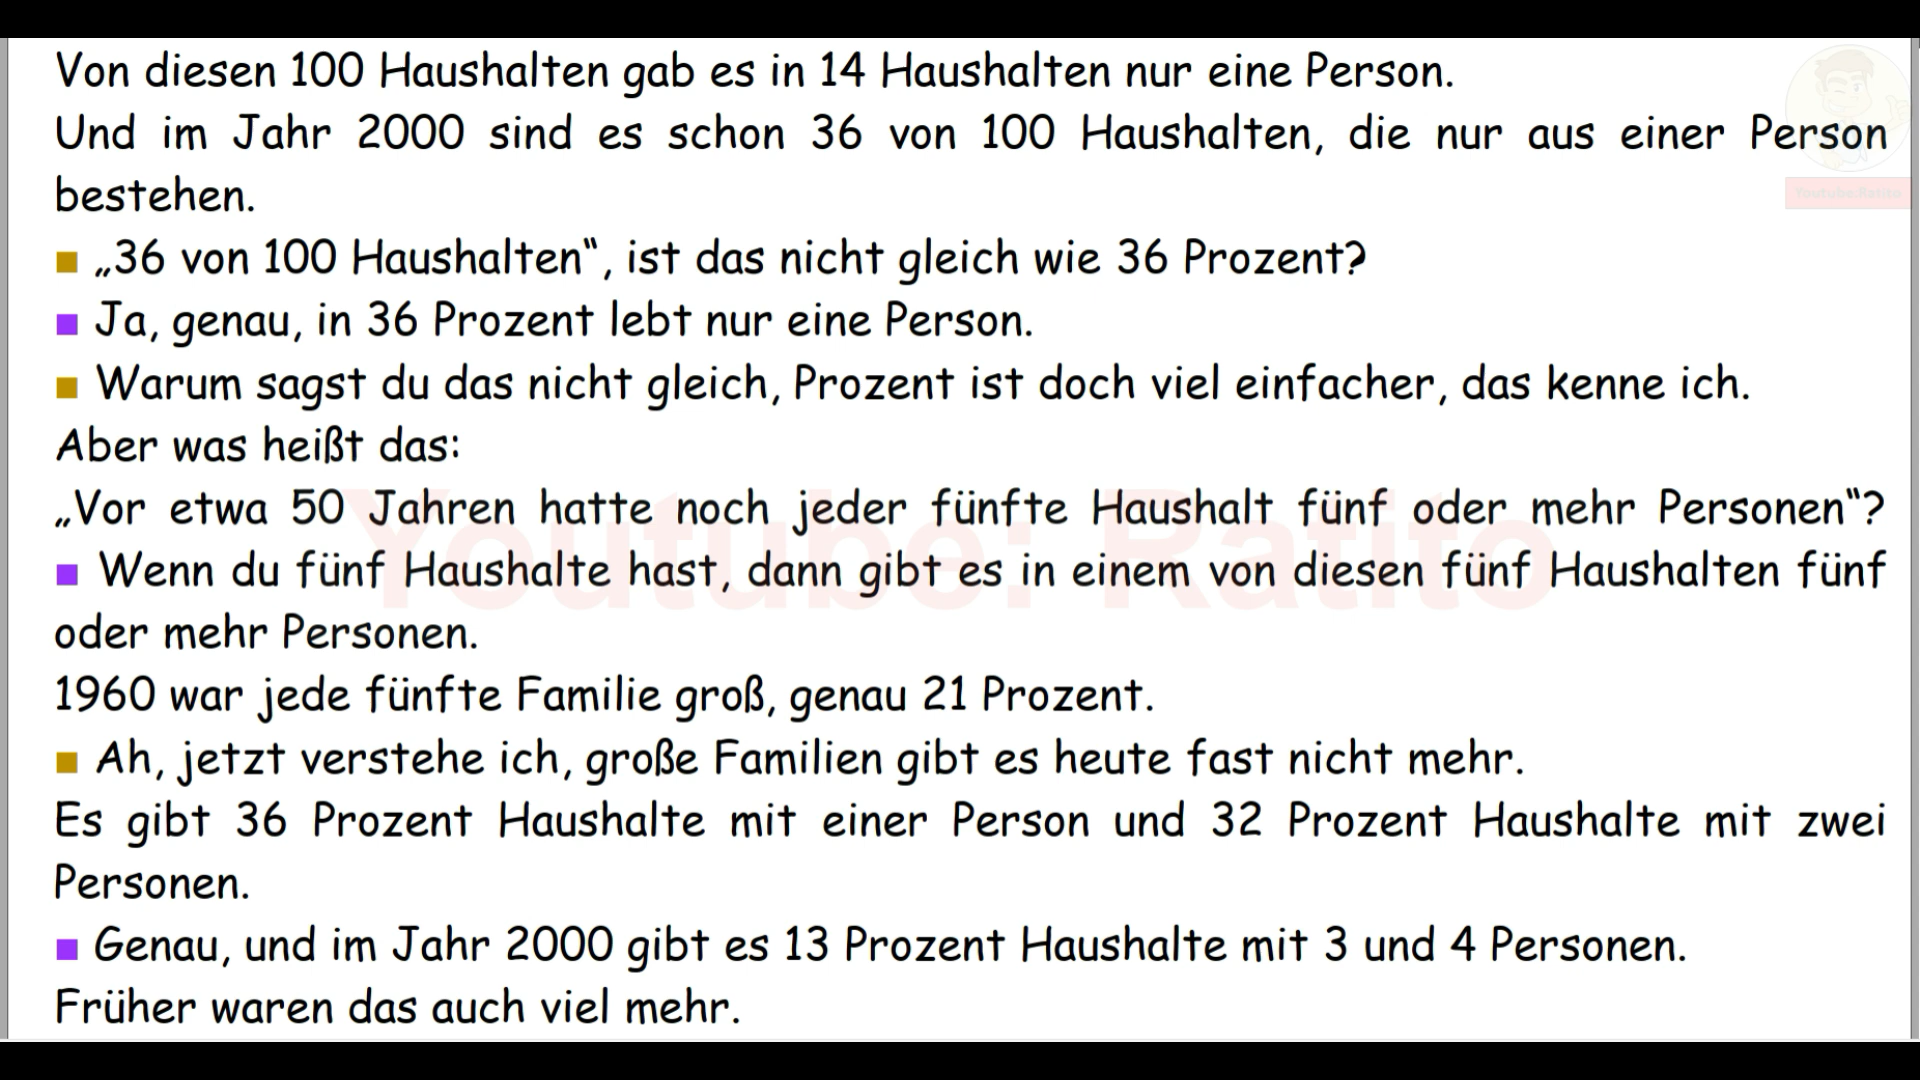 Von diesen 100 Haushalten gab es in 14 Haushalten nur eine Person.
Und im Jahr 2000 sind es schon 36 von 100 Haushalten, die nur aus einer Person
bestehen.
„36 von 100 Haushalten“, ist das nicht gleich wie 36 Prozent?
Ja, genau, in 36 Prozent lebt nur eine Person.
Warum sagst du das nicht gleich, Prozent ist doch viel einfacher, das kenne ich.
Aber was heißt das:
„Vor etwa 50 Jahren hatte noch jeder fünfte Haushalt fünf oder mehr Personen“?
Wenn du fünf Haushalte hast, dann gibt es in einem von diesen fünf Haushalten fünf
oder mehr Personen.
1960 war jede fünfte Familie groß, genau 21 Prozent.
Ah, jetzt verstehe ich, große Familien gibt es heute fast nicht mehr.
Es gibt 36 Prozent Haushalte mit einer Person und 32 Prozent Haushalte mit zwei
Personen.
Genau, und im Jahr 2000 gibt es 13 Prozent Haushalte mit 3 und 4 Personen.
Früher waren das auch viel mehr.
Youtube: Ratito
Youtube:Ratito